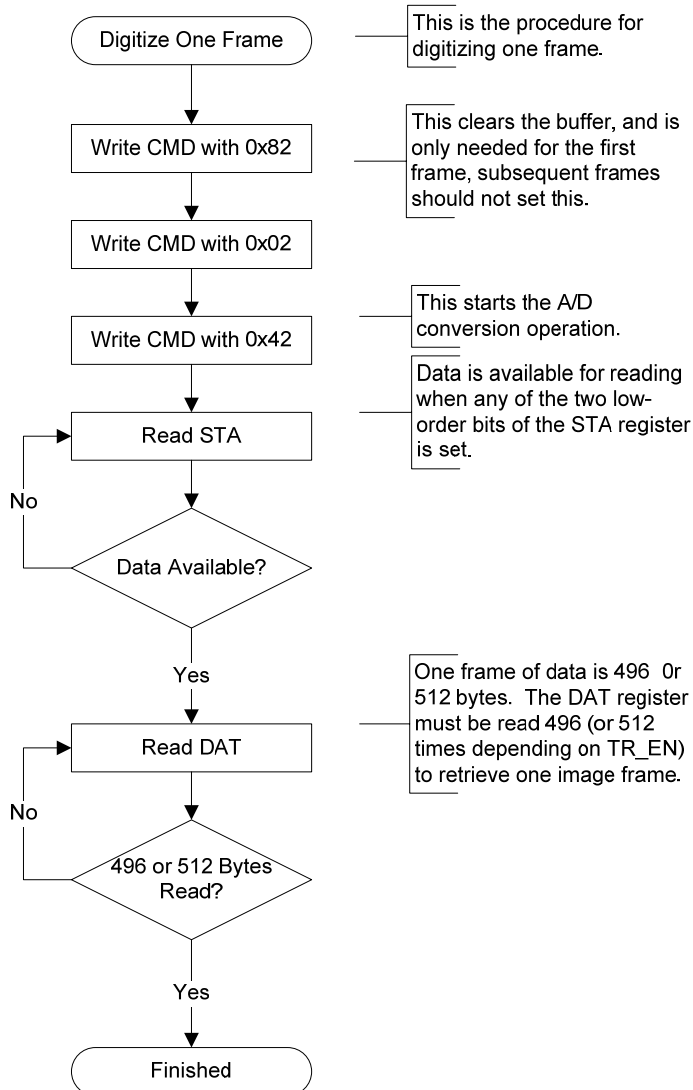 Digitize One Frame
This is the procedure for
digitizing one frame.
Write CMD with 0x82
This clears the buffer, and is
only needed for the first
frame, subsequent frames
should not set this.
Write CMD with 0x02
Write CMD with 0x42
This starts the A/D
conversion operation.
Read STA
Data is available for reading
when any of the two low-
order bits of the STA register
is set.
No
Data Available?
Yes
Read DAT
One frame of data is 496 0r
512 bytes. The DAT register
must be read 496 (or 512
times depending on TR_EN)
to retrieve one image frame.
No
496 or 512 Bytes
Read?
Yes
Finished